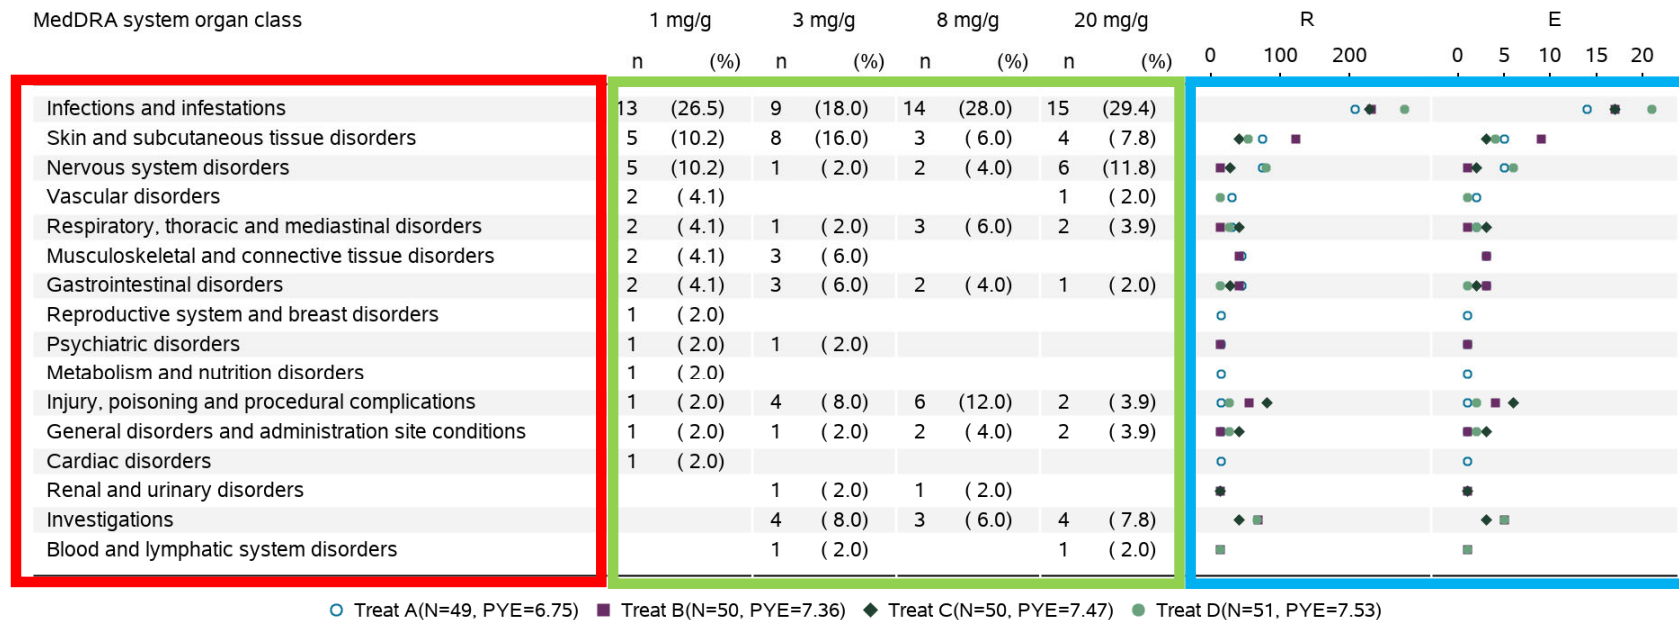 MedDRA system organ class 1 mg/g 3 mg/g 8 mg/g 20 mg/g R E
n (%) n (%) n (%) n (%) 0 100 200 0 5 10 15 20
Infections and infestations 13 (26.5) 9 (18.0) 14 (28.0) 15 (29.4)
Skin and subcutaneous tissue disorders 5 (10.2) 8 (16.0) 3 ( 6.0) 4 ( 7.8)
Nervous system disorders 5 (10.2) 1 ( 2.0) 2 ( 4.0) 6 (11.8)
Vascular disorders 2 ( 4.1) 1 ( 2.0)
Respiratory, thoracic and mediastinal disorders 2 ( 4.1) 1 ( 2.0) 3 ( 6.0) 2 ( 3.9)
Musculoskeletal and connective tissue disorders 2 ( 4.1) 3 ( 6.0)
Gastrointestinal disorders 2 ( 4.1) 3 ( 6.0) 2 ( 4.0) 1 ( 2.0)
Reproductive system and breast disorders 1 ( 2.0)
Psychiatric disorders 1 ( 2.0) 1 ( 2.0)
Metabolism and nutrition disorders 1 ( 2.0)
Injury, poisoning and procedural complications 1 ( 2.0) 4 ( 8.0) 6 (12.0) 2 ( 3.9)
General disorders and administration site conditions 1 ( 2.0) 1 ( 2.0) 2 ( 4.0) 2 ( 3.9)
Cardiac disorders 1 ( 2.0)
Renal and urinary disorders 1 ( 2.0) 1 ( 2.0)
Investigations 4 ( 8.0) 3 ( 6.0) 4 ( 7.8)
Blood and lymphatic system disorders 1 ( 2.0) 1 ( 2.0)
Treat A(N=49, PYE=6.75) Treat B(N=50, PYE=7.36) Treat C(N=50, PYE=7.47) Treat D(N=51, PYE=7.53)